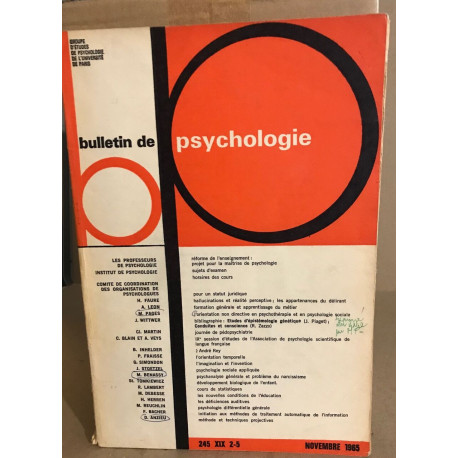 GROUPE
D'ÉTUDES
DE PSYCHOLOGIE
DE L'UNIVERSITÉ
DE PARIS
bulletin de psychologie
LES PROFESSEURS
DE PSYCHOLOGIE
INSTITUT DE PSYCHOLOGIE
réforme de l'enseignement :
projet pour la maîtrise de psychologie
sujets d'examen
horaires des cours
COMITÉ DE COORDINATION
DES ORGANISATIONS DE
PSYCHOLOGUES
H. FAURE
A. LEON
M. PAGES
J. WITTWER
pour un statut juridique
hallucinations et réalité perceptive ; les appartenances du délirant
formation générale et apprentissage du métier
l'orientation non directive en psychothérapie et en psychologie sociale
bibliographie : Etudes d'épistémologie génétique (J. Piaget) ;
Conduites et conscience (R. Zazzo)
CL. MARTIN
C. BLAIN ET A. VEYS
journée de pédopsychiatrie
IXe session d'études de l'Association de psychologie scientifique de
langue française
B. INHELDER
P. FRAISSE
G. SIMONDON
J. STOETZEL
M. BENASSY
St. TOMKIEWICZ
R. LAMBERT
M. DEBESSE
H. HERREN
M. REUCHLIN
F. BACHER
D. ANZIEU
André Rey
l'orientation temporelle
l'imagination et l'invention
psychologie sociale appliquée
psychanalyse générale et problème du narcissisme
développement biologique de l'enfant.
cours de statistiques
les nouvelles conditions de l'éducation
les déficiences auditives
psychologie différentielle générale
initiation aux méthodes de traitement automatique de l'information
méthodes et techniques projectives
245 XIX 2-5
NOVEMBRE 1965